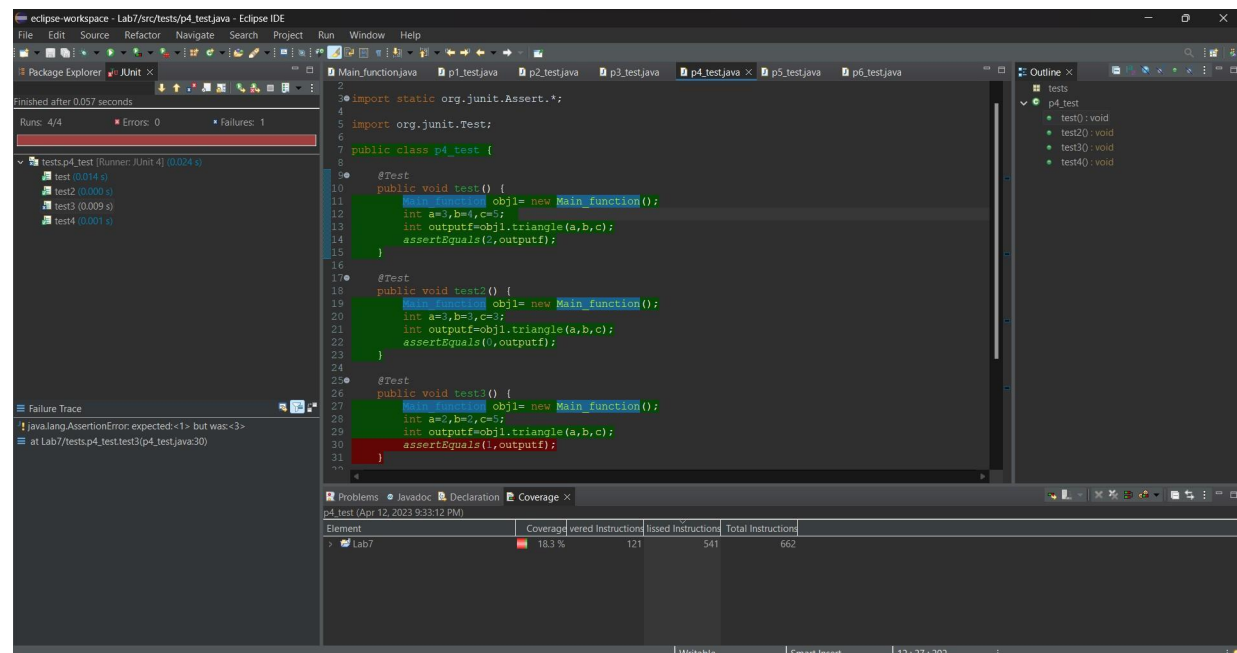 eclipse-workspace - Lab7/src/tests/p4_test.java - Eclipse IDE
File Edit Source Refactor Navigate Search Project Run Window Help
Package Explorer JUnit
Finished after 0.057 seconds
Runs: 4/4 Errors: 0 Failures: 1
tests.p4_test [Runner: JUnit 4] (0.024 s)
test (0.014 s)
test2 (0.000 s)
test3 (0.009 s)
test4 (0.001 s)
Failure Trace
java.lang.AssertionError: expected:<1> but was:<3>
at Lab7/tests.p4_test.test3(p4_test.java:30)
Main_function.java p1_test.java p2_test.java p3_test.java p4_test.java p5_test.java p6_test.java
2
3 import static org.junit.Assert.*;
4
5 import org.junit.Test;
6
7 public class p4_test {
8
9 @Test
10 public void test() {
11 Main_function obj1= new Main_function();
12 int a=3,b=4,c=5;
13 int outputf=obj1.triangle(a,b,c);
14 assertEquals(2,outputf);
15 }
16
17 @Test
18 public void test2() {
19 Main_function obj1= new Main_function();
20 int a=3,b=3,c=3;
21 int outputf=obj1.triangle(a,b,c);
22 assertEquals(0,outputf);
23 }
24
25 @Test
26 public void test3() {
27 Main_function obj1= new Main_function();
28 int a=2,b=2,c=5;
29 int outputf=obj1.triangle(a,b,c);
30 assertEquals(1,outputf);
31 }
Outline
tests
p4_test
test() : void
test2() : void
test3() : void
test4() : void
Problems Javadoc Declaration Coverage
p4_test (Apr 12, 2023 9:33:12 PM)
Element Coverage vered Instructions lissed Instructions Total Instructions
Lab7 18.3 % 121 541 662